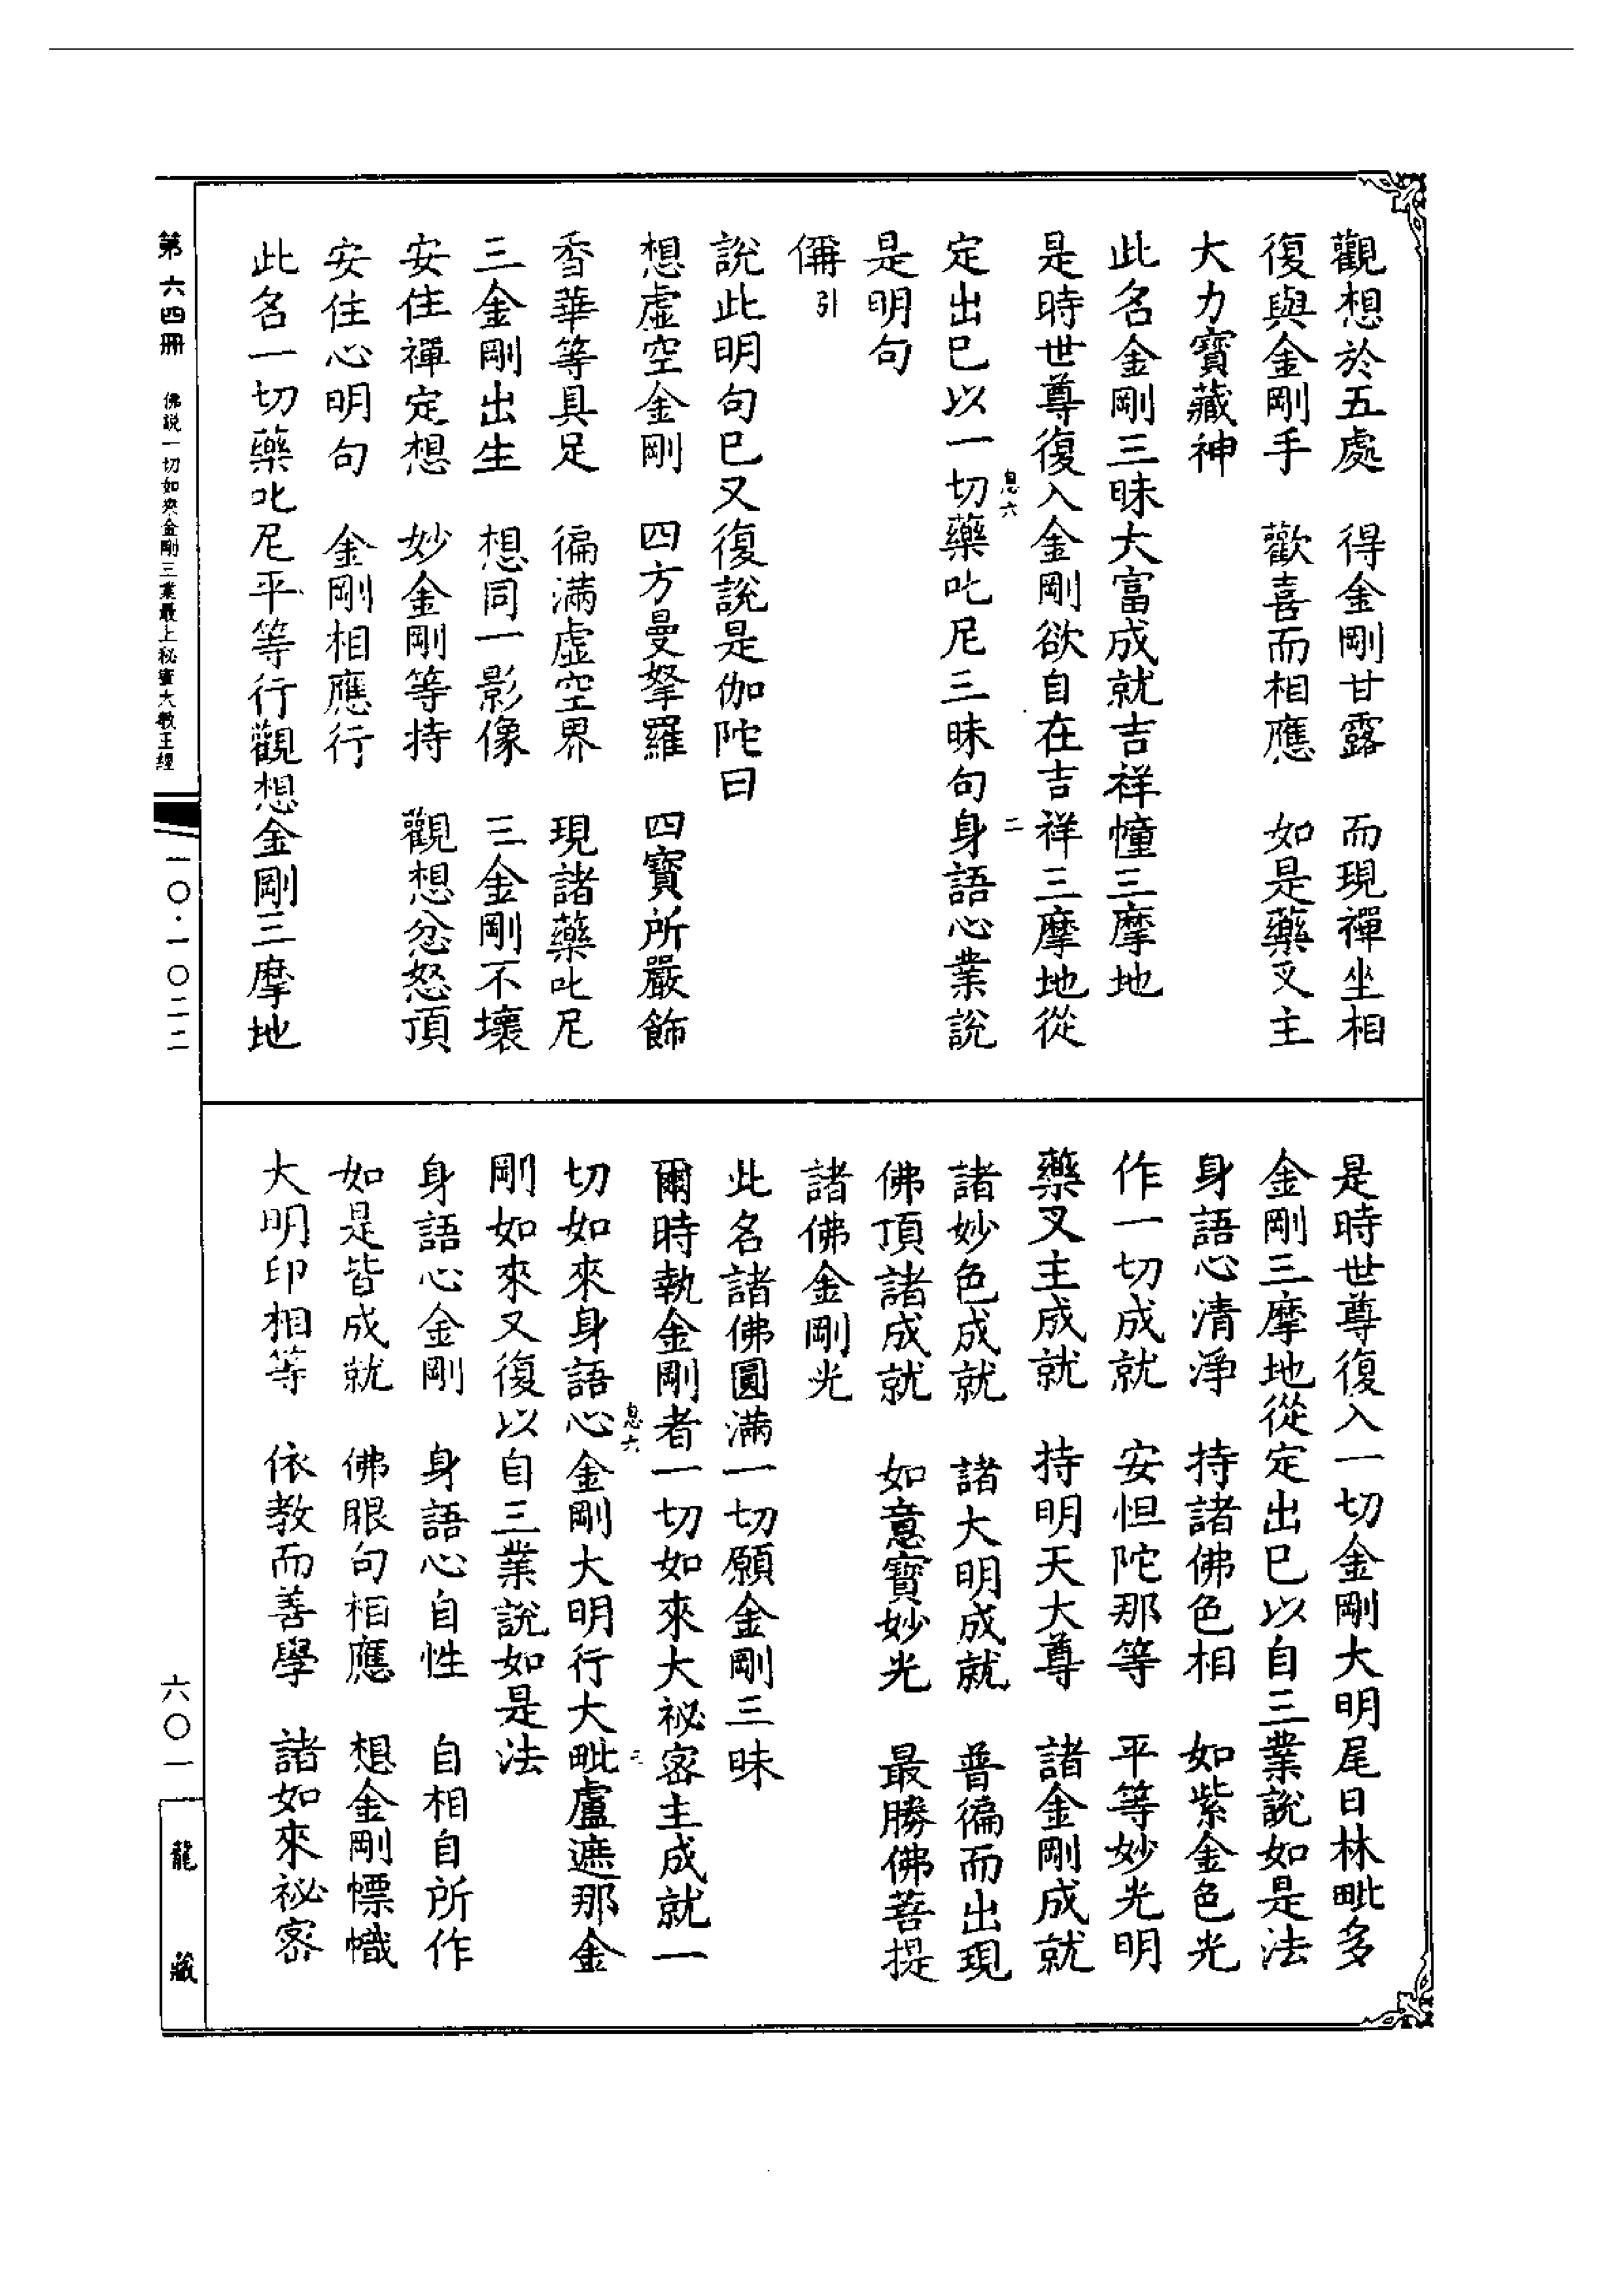 觀想於五處　得金剛甘露　而現禪坐相
復與金剛手　歡喜而相應　如是藥叉主
大力寶藏神
此名金剛三昧大富成就吉祥幢三摩地
是時世尊復入金剛欲自在吉祥三摩地從
息六　二
定出已以一切藥叱尼三昧句身語心業說
是明句
𠼝引
說此明句已又復說是伽陀曰
想虛空金剛　四方曼拏羅　四寶所嚴飾
香華等具足　徧滿虛空界　現諸藥叱尼
三金剛出生　想同一影像　三金剛不壞
安住禪定想　妙金剛等持　觀想忿怒頂
安住心明句　金剛相應行
此名一切藥叱尼平等行觀想金剛三摩地
是時世尊復入一切金剛大明尾日林毗多
金剛三摩地從定出已以自三業說如是法
身語心清淨　持諸佛色相　如紫金色光
作一切成就　安怛陀那等　平等妙光明
藥叉主成就　持明天大尊　諸金剛成就
諸妙色成就　諸大明成就　普徧而出現
佛頂諸成就　如意寶妙光　最勝佛菩提
諸佛金剛光
此名諸佛圓滿一切願金剛三昧
爾時執金剛者一切如來大祕密主成就一
息六　三
切如來身語心金剛大明行大毗盧遮那金
剛如來又復以自三業說如是法
身語心金剛　身語心自性　自相自所作
如是皆成就　佛眼句相應　想金剛幖幟
大明印相等　依教而善學　諸如來祕密
第六四冊　佛說一切如來金剛三業最上秘密大教王經
一〇・一〇二二
六〇一
龍藏